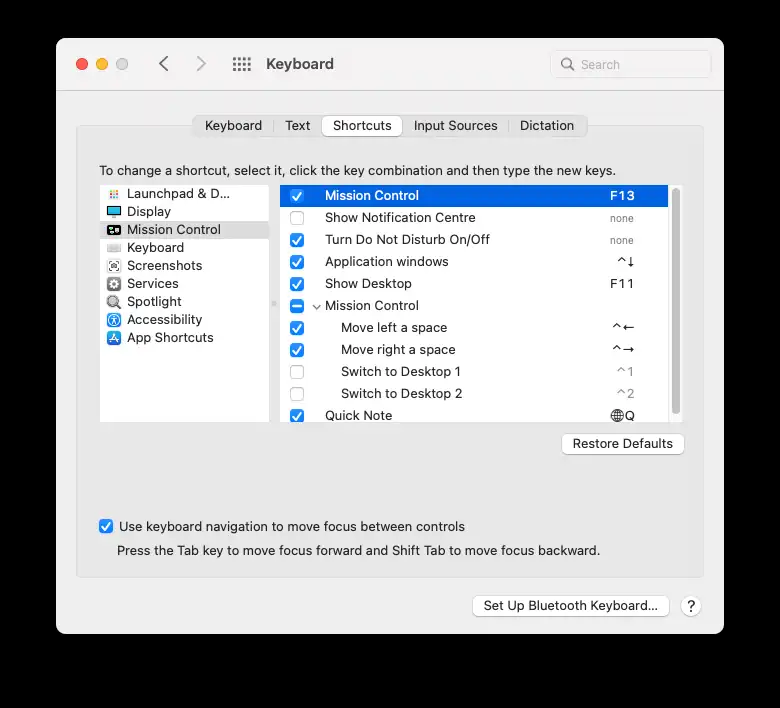 Keyboard
Search
Keyboard Text Shortcuts Input Sources Dictation
To change a shortcut, select it, click the key combination and then type the new keys.
Launchpad & D...
Display
Mission Control
Keyboard
Screenshots
Services
Spotlight
Accessibility
App Shortcuts
Mission Control F13
Show Notification Centre none
Turn Do Not Disturb On/Off none
Application windows ^↓
Show Desktop F11
Mission Control
Move left a space ^←
Move right a space ^→
Switch to Desktop 1 ^1
Switch to Desktop 2 ^2
Quick Note 🌐Q
Restore Defaults
Use keyboard navigation to move focus between controls
Press the Tab key to move focus forward and Shift Tab to move focus backward.
Set Up Bluetooth Keyboard...
?